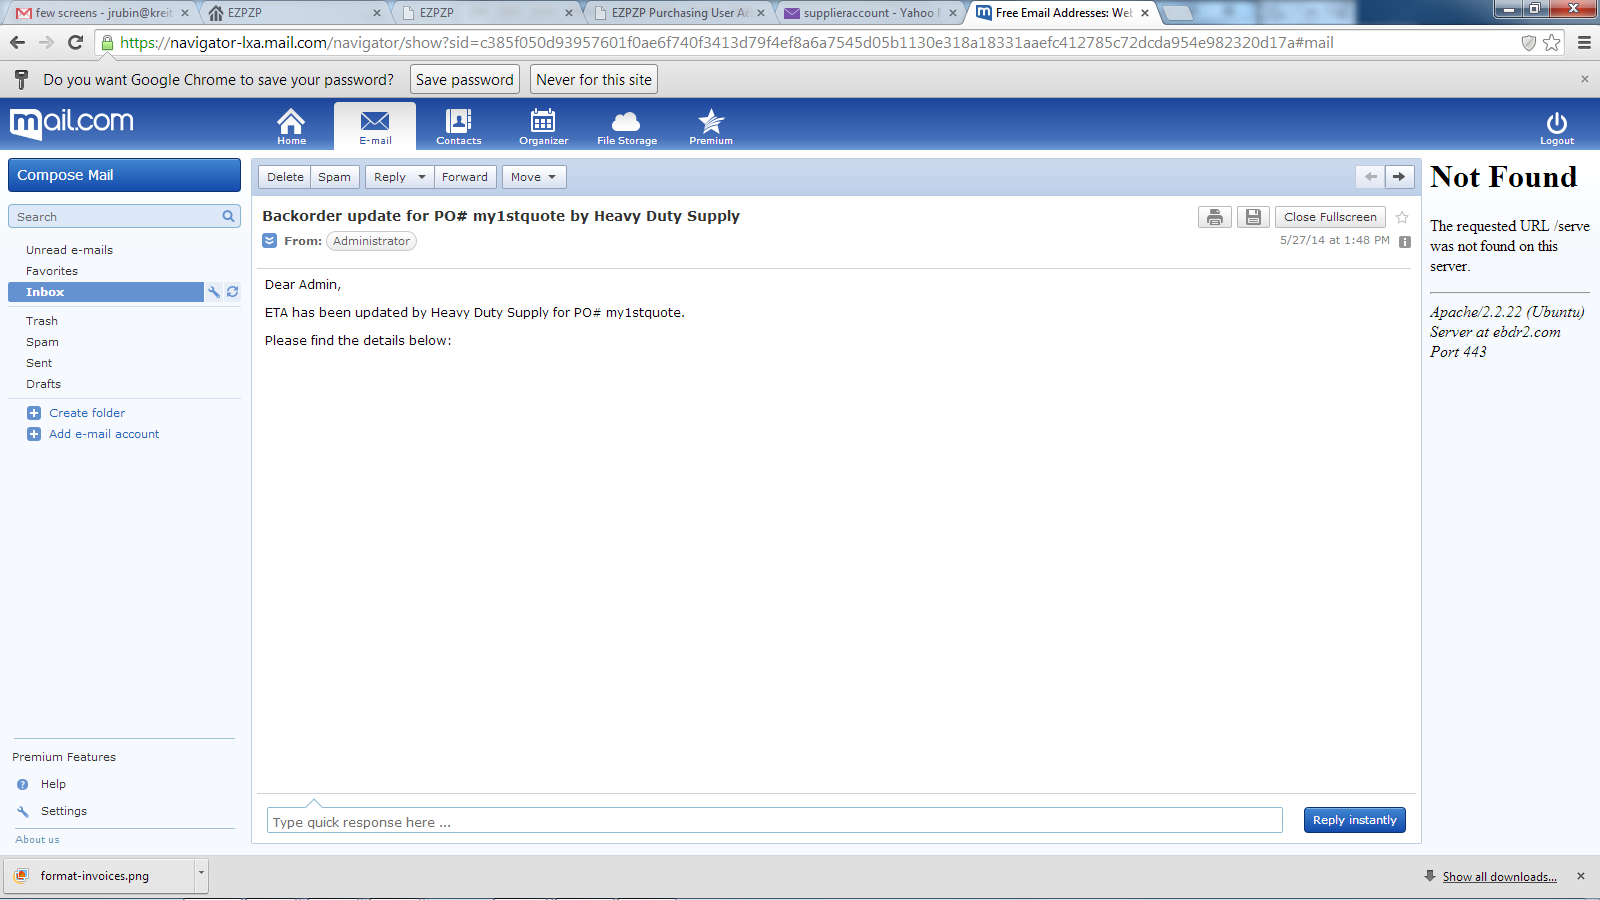 few screens - jrubin@kreit
EZPZP
EZPZP
EZPZP Purchasing User Ad
supplieraccount - Yahoo M
Free Email Addresses: Web
https://navigator-lxa.mail.com/navigator/show?sid=c385f050d93957601f0ae6f740f3413d79f4ef8a6a7545d05b1130e318a18331aaefc412785c72dcda954e982320d17a#mail
Do you want Google Chrome to save your password?
Save password
Never for this site
mail.com
Home
E-mail
Contacts
Organizer
File Storage
Premium
Logout
Compose Mail
Search
Unread e-mails
Favorites
Inbox
Trash
Spam
Sent
Drafts
Create folder
Add e-mail account
Premium Features
Help
Settings
About us
Delete
Spam
Reply
Forward
Move
Backorder update for PO# my1stquote by Heavy Duty Supply
Close Fullscreen
From: Administrator
5/27/14 at 1:48 PM
Dear Admin,
ETA has been updated by Heavy Duty Supply for PO# my1stquote.
Please find the details below:
Type quick response here ...
Reply instantly
Not Found
The requested URL /serve
was not found on this
server.
Apache/2.2.22 (Ubuntu)
Server at ebdr2.com
Port 443
format-invoices.png
Show all downloads...